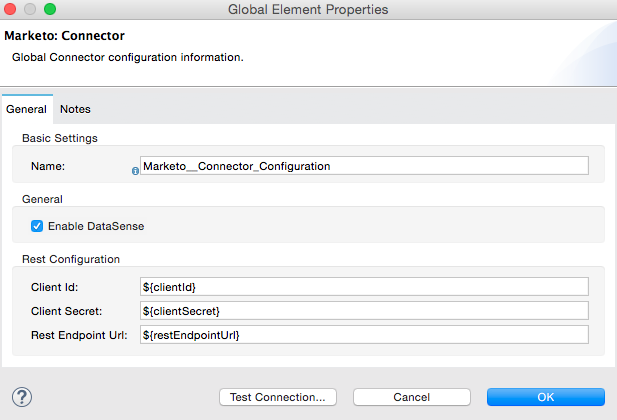 Global Element Properties
Marketo: Connector
Global Connector configuration information.
General Notes
Basic Settings
Name: Marketo__Connector_Configuration
General
Enable DataSense
Rest Configuration
Client Id: ${clientId}
Client Secret: ${clientSecret}
Rest Endpoint Url: ${restEndpointUrl}
? Test Connection... Cancel OK